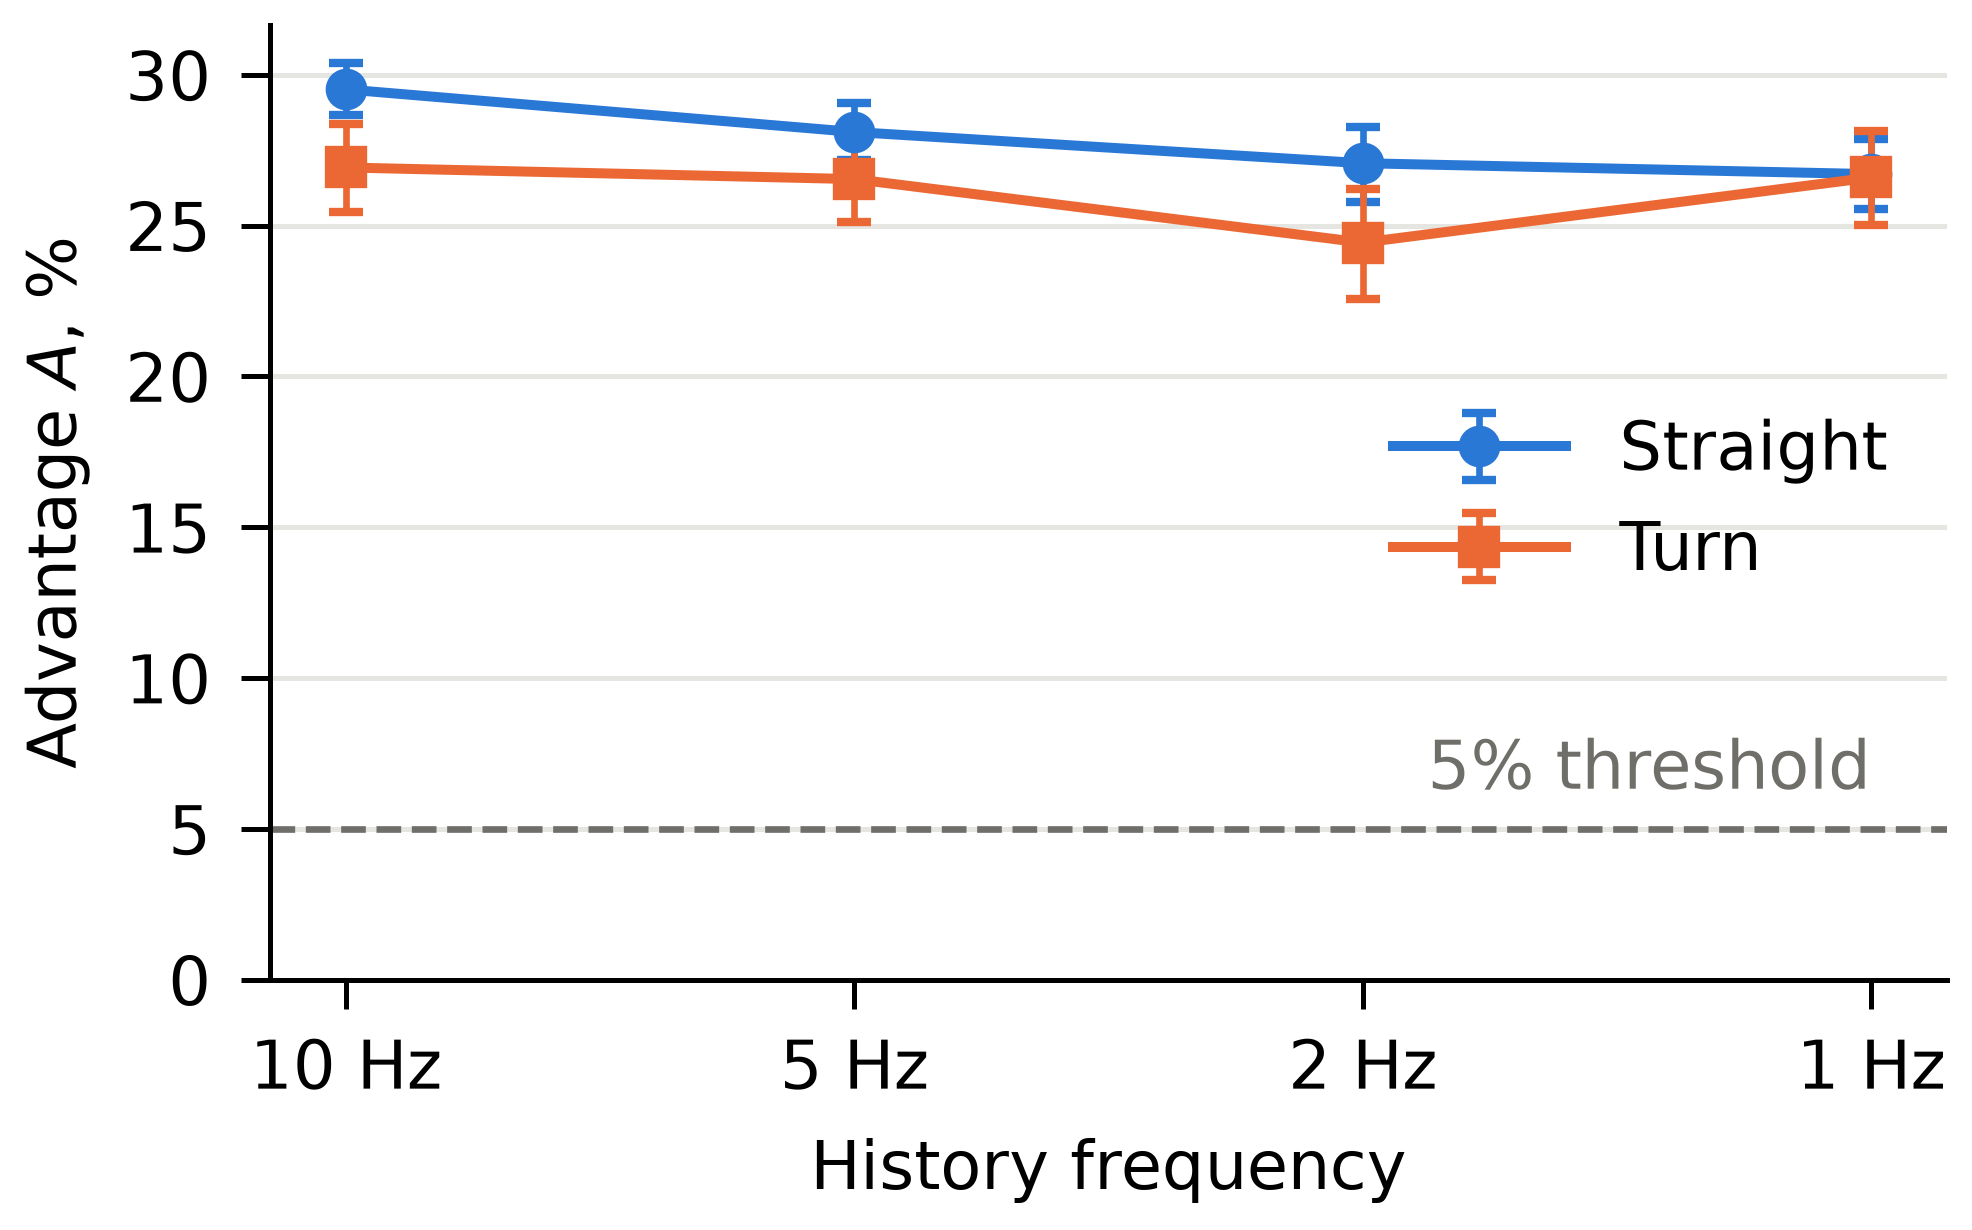 Advantage A, %
30
25
20
15
10
5
0
Straight
Turn
5% threshold
10 Hz
5 Hz
2 Hz
1 Hz
History frequency